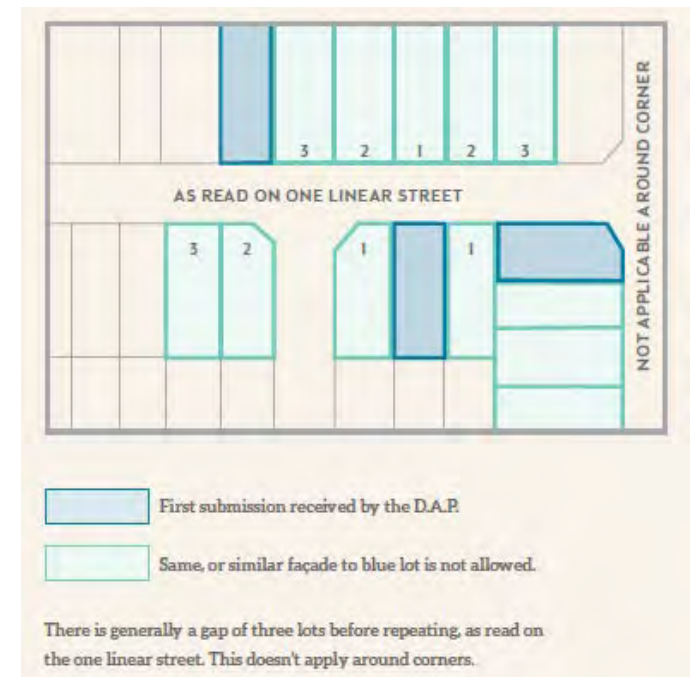 3 2 1 2 3
AS READ ON ONE LINEAR STREET
NOT APPLICABLE AROUND CORNER
3 2 1 1
First submission received by the D.A.P.
Same, or similar façade to blue lot is not allowed.
There is generally a gap of three lots before repeating, as read on
the one linear street. This doesn't apply around corners.